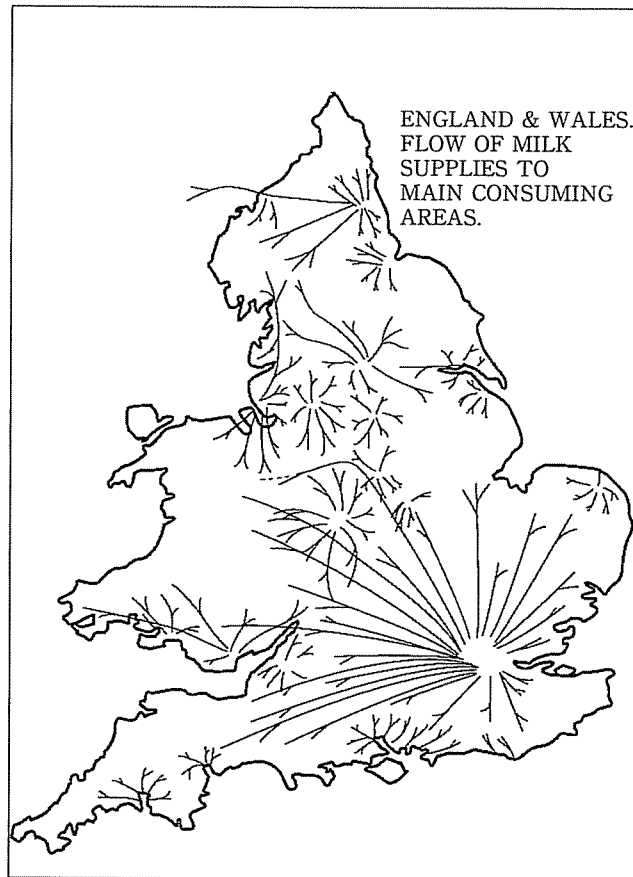 ENGLAND & WALES.
FLOW OF MILK
SUPPLIES TO
MAIN CONSUMING
AREAS.